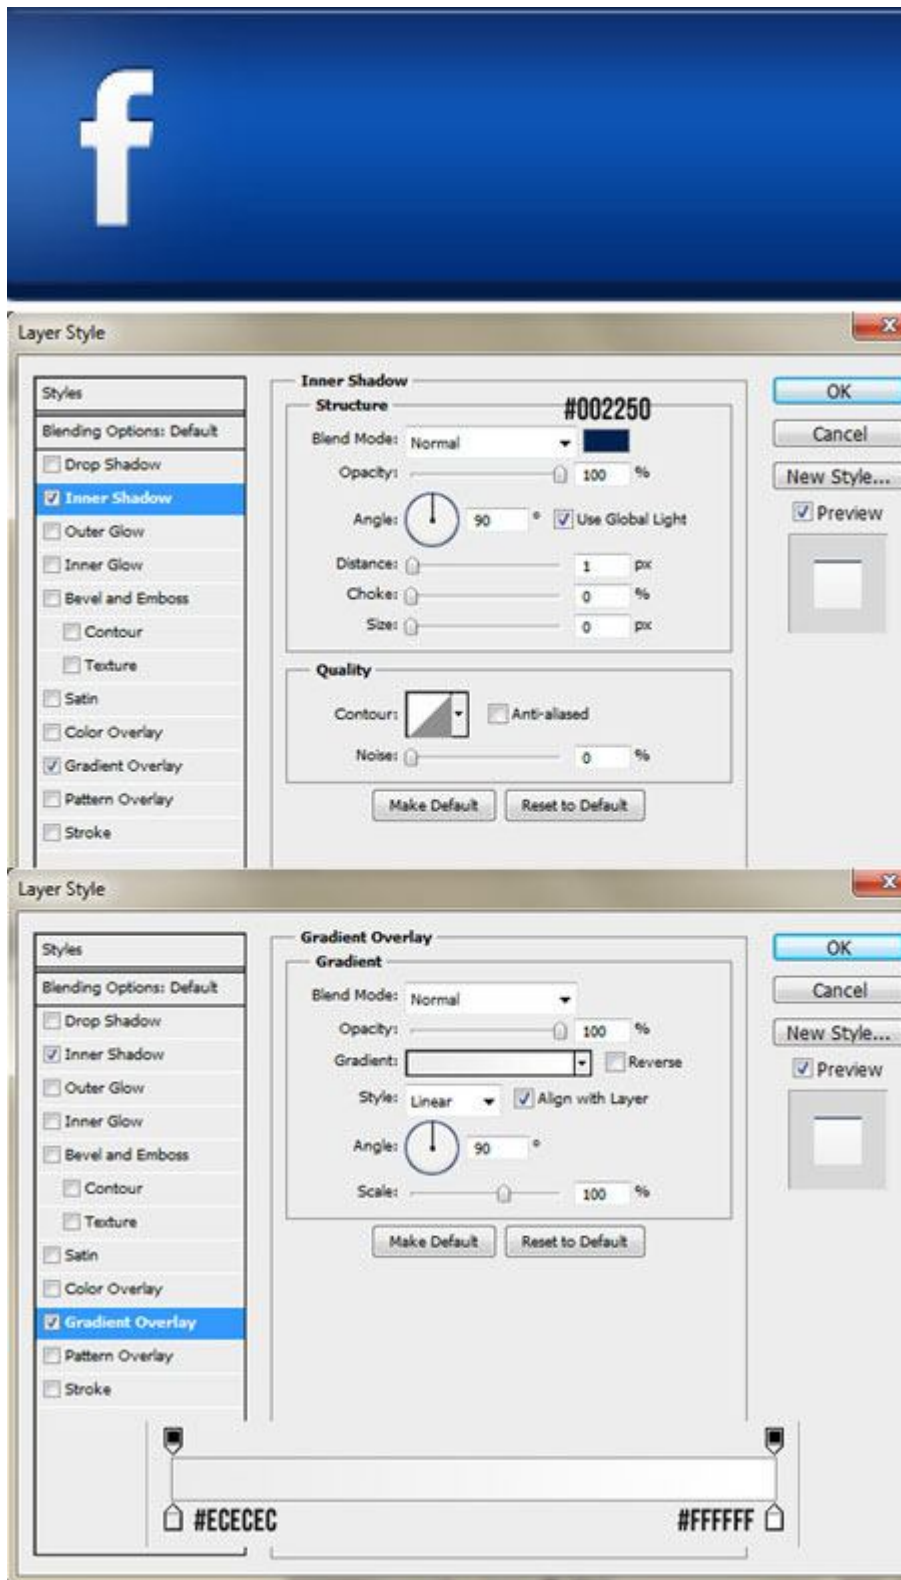 f
Layer Style
Styles
Blending Options: Default
Drop Shadow
Inner Shadow
Outer Glow
Inner Glow
Bevel and Emboss
Contour
Texture
Satin
Color Overlay
Gradient Overlay
Pattern Overlay
Stroke
Inner Shadow
Structure
#002250
Blend Mode: Normal
Opacity: 100 %
Angle: 90 ° Use Global Light
Distance: 1 px
Choke: 0 %
Size: 0 px
Quality
Contour: Anti-aliased
Noise: 0 %
Make Default Reset to Default
OK
Cancel
New Style...
Preview
Layer Style
Styles
Blending Options: Default
Drop Shadow
Inner Shadow
Outer Glow
Inner Glow
Bevel and Emboss
Contour
Texture
Satin
Color Overlay
Gradient Overlay
Pattern Overlay
Stroke
Gradient Overlay
Gradient
Blend Mode: Normal
Opacity: 100 %
Gradient: Reverse
Style: Linear Align with Layer
Angle: 90 °
Scale: 100 %
Make Default Reset to Default
OK
Cancel
New Style...
Preview
#ECECEC #FFFFFF